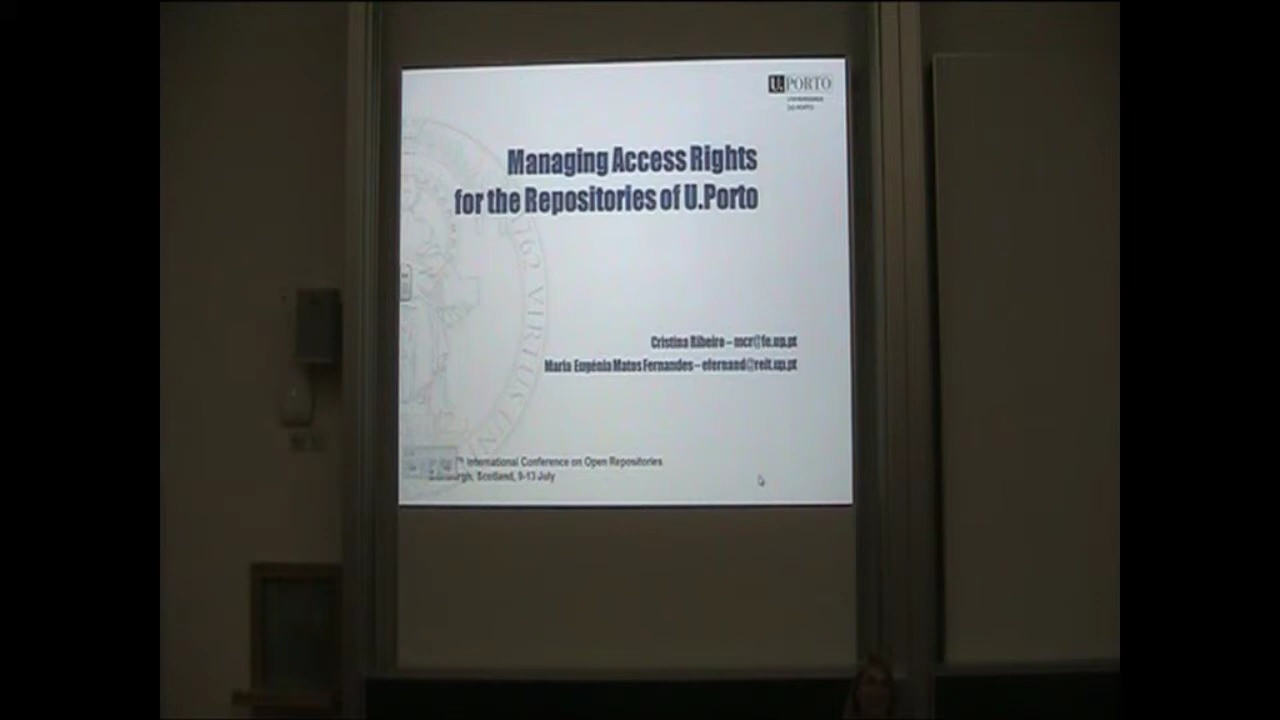 U. PORTO
Managing Access Rights
for the Repositories of U.Porto
Cristina Ribeiro – mcr@fe.up.pt
Maria Eugénia Matos Fernandes – efernand@reit.up.pt
International Conference on Open Repositories
Scotland, 9-13 July